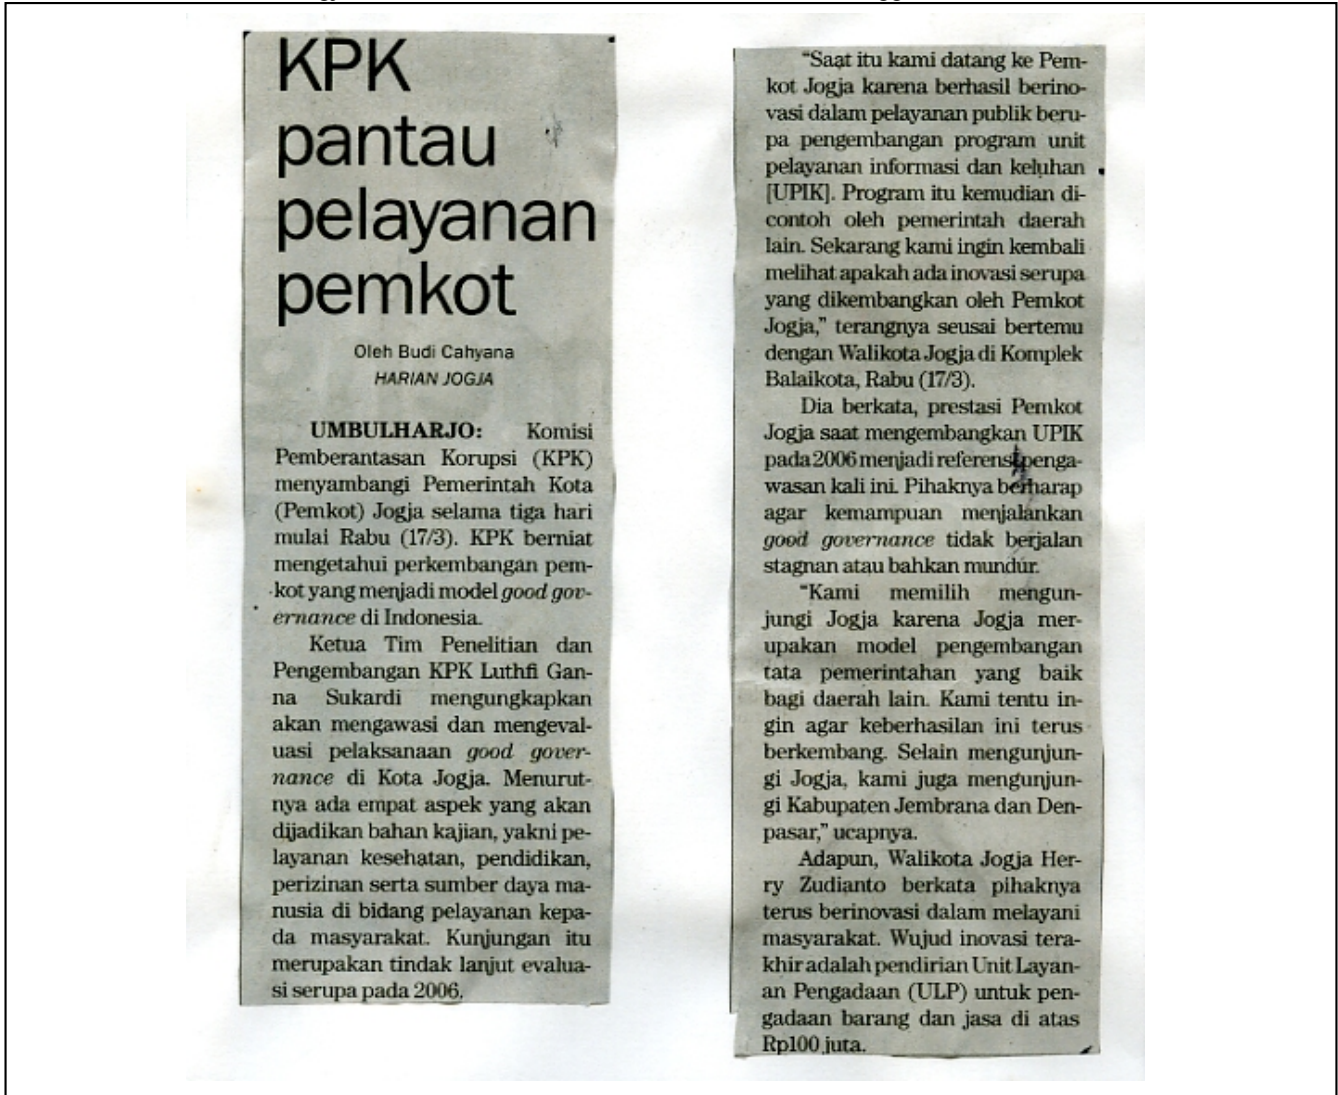 KPK
pantau
pelayanan
pemkot
Oleh Budi Cahyana
HARIAN JOGJA
UMBULHARJO: Komisi
Pemberantasan Korupsi (KPK)
menyambangi Pemerintah Kota
(Pemkot) Jogja selama tiga hari
mulai Rabu (17/3). KPK berniat
mengetahui perkembangan pem-
kot yang menjadi model good gov-
ernance di Indonesia.
Ketua Tim Penelitian dan
Pengembangan KPK Luthfi Gan-
na Sukardi mengungkapkan
akan mengawasi dan mengeval-
uasi pelaksanaan good gover-
nance di Kota Jogja. Menurut-
nya ada empat aspek yang akan
dijadikan bahan kajian, yakni pe-
layanan kesehatan, pendidikan,
perizinan serta sumber daya ma-
nusia di bidang pelayanan kepa-
da masyarakat. Kunjungan itu
merupakan tindak lanjut evalua-
si serupa pada 2006.
"Saat itu kami datang ke Pem-
kot Jogja karena berhasil berino-
vasi dalam pelayanan publik beru-
pa pengembangan program unit
pelayanan informasi dan keluhan
[UPIK]. Program itu kemudian di-
contoh oleh pemerintah daerah
lain. Sekarang kami ingin kembali
melihat apakah ada inovasi serupa
yang dikembangkan oleh Pemkot
Jogja," terangnya seusai bertemu
dengan Walikota Jogja di Komplek
Balaikota, Rabu (17/3).
Dia berkata, prestasi Pemkot
Jogja saat mengembangkan UPIK
pada 2006 menjadi referensi penga-
wasan kali ini. Pihaknya berharap
agar kemampuan menjalankan
good governance tidak berjalan
stagnan atau bahkan mundur.
"Kami memilih mengun-
jungi Jogja karena Jogja mer-
upakan model pengembangan
tata pemerintahan yang baik
bagi daerah lain. Kami tentu in-
gin agar keberhasilan ini terus
berkembang. Selain mengunjun-
gi Jogja, kami juga mengunjun-
gi Kabupaten Jembrana dan Den-
pasar," ucapnya.
Adapun, Walikota Jogja Her-
ry Zudianto berkata pihaknya
terus berinovasi dalam melayani
masyarakat. Wujud inovasi tera-
khir adalah pendirian Unit Layan-
an Pengadaan (ULP) untuk pen-
gadaan barang dan jasa di atas
Rp100 juta.